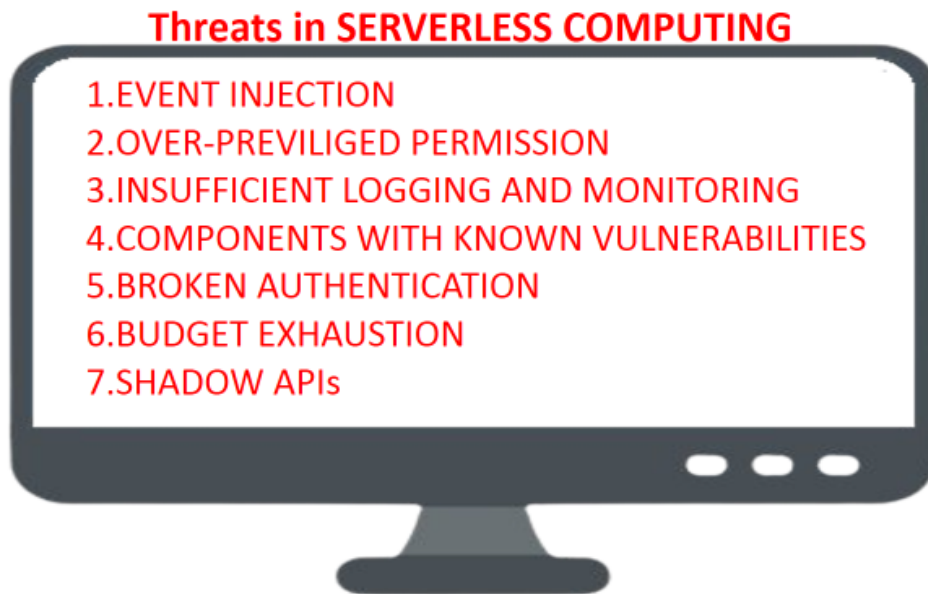 Threats in SERVERLESS COMPUTING
1.EVENT INJECTION
2.OVER-PREVILIGED PERMISSION
3.INSUFFICIENT LOGGING AND MONITORING
4.COMPONENTS WITH KNOWN VULNERABILITIES
5.BROKEN AUTHENTICATION
6.BUDGET EXHAUSTION
7.SHADOW APIs